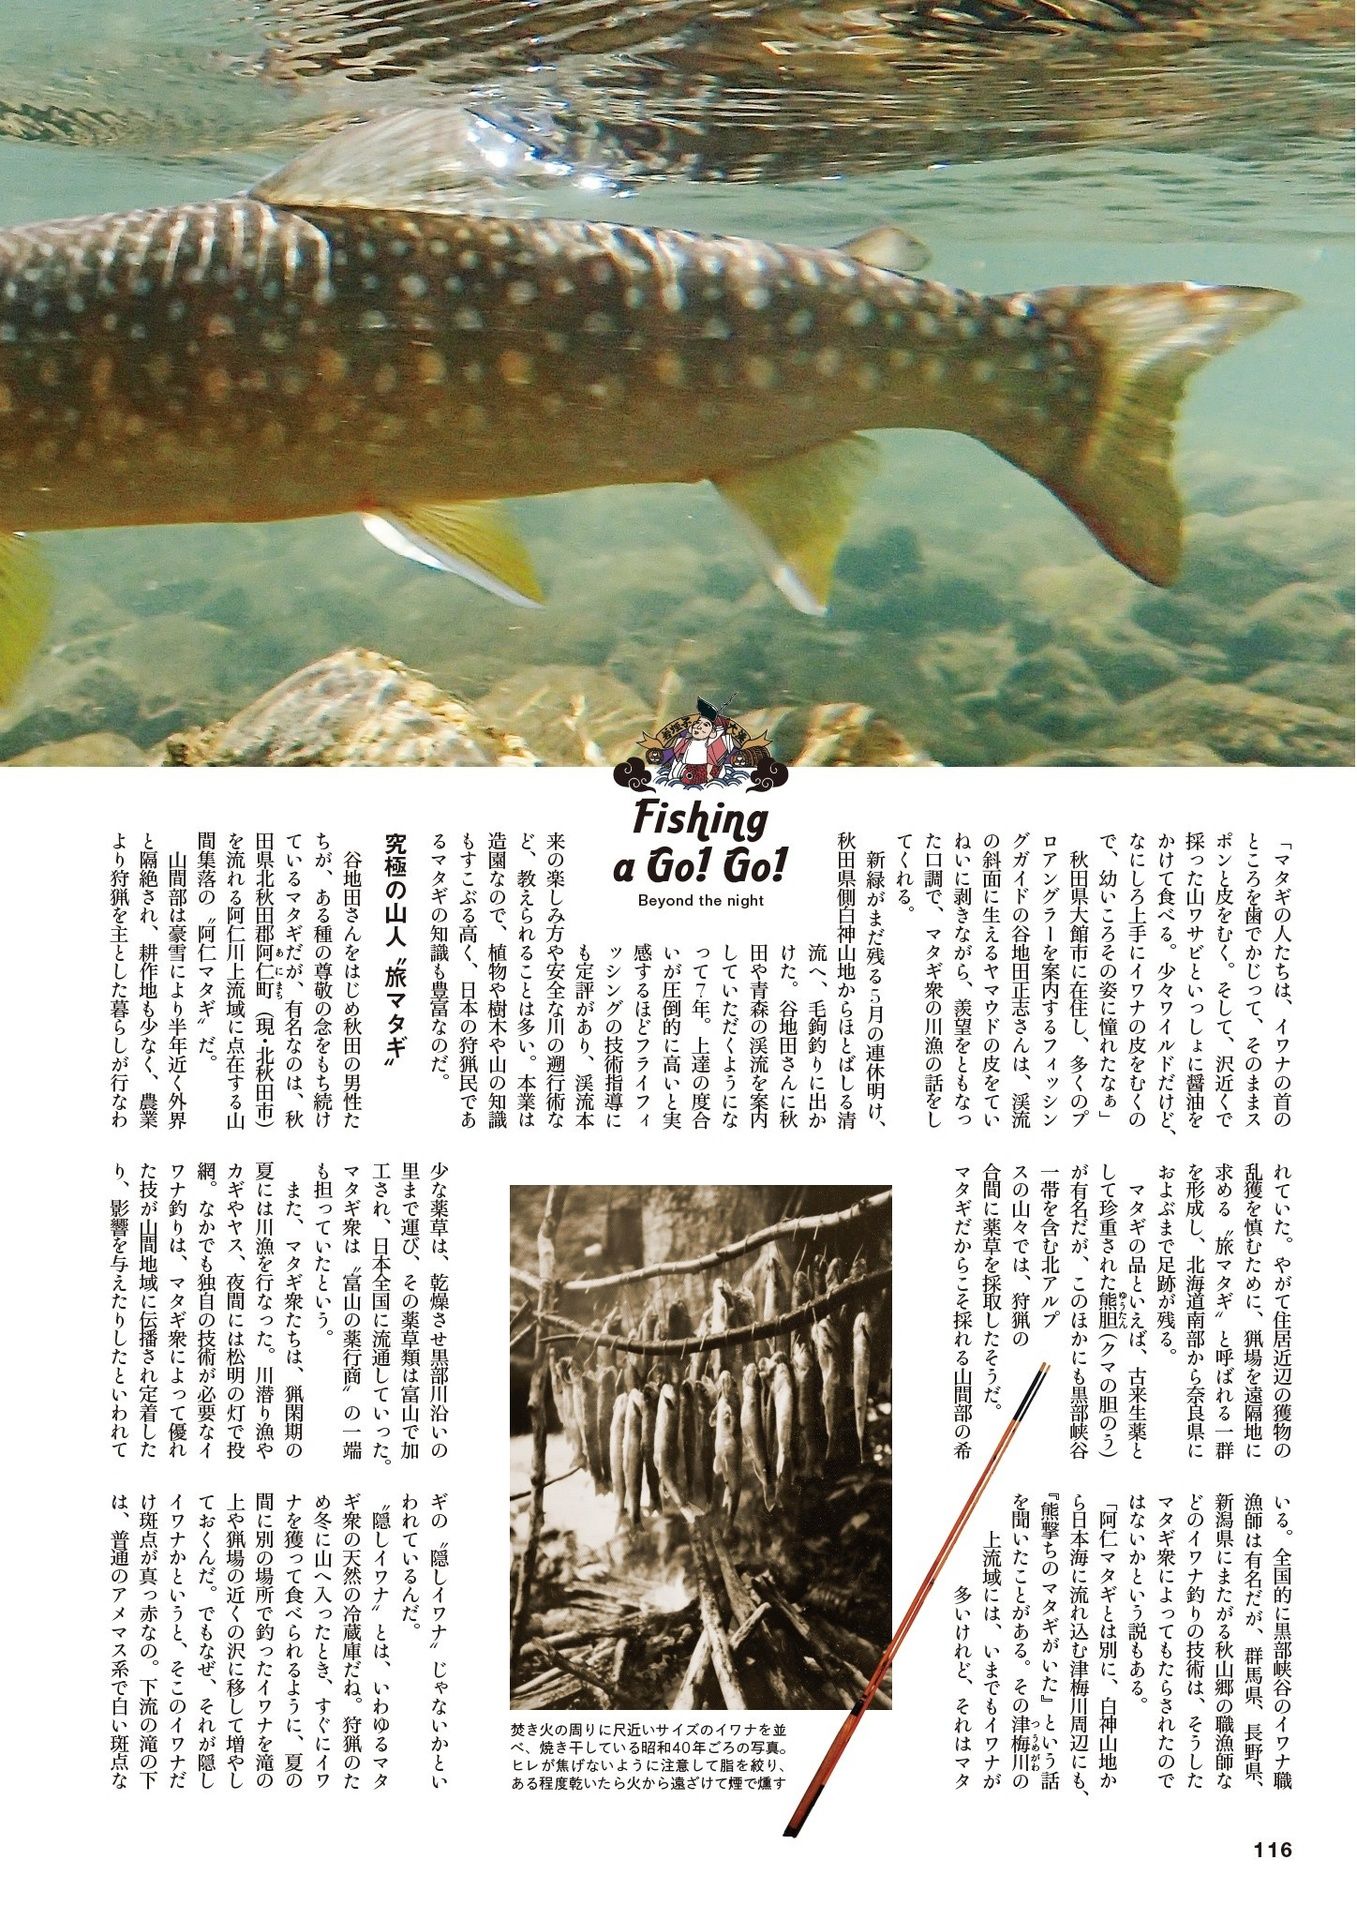 Fishing
a Go! Go!
Beyond the night
「マタギの人たちは、イワナの首の
ところを歯でかじって、そのままス
ポンと皮をむく。そして、沢近くで
採った山ワサビといっしょに醤油を
かけて食べる。少々ワイルドだけど、
なにしろ上手にイワナの皮をむくの
で、幼いころその姿に憧れたなぁ」
秋田県大館市に在住し、多くのプ
ロアングラーを案内するフィッシン
グガイドの谷地田正志さんは、渓流
の斜面に生えるヤマウドの皮をてい
ねいに剥きながら、羨望をともなっ
た口調で、マタギ衆の川漁の話をし
てくれる。
新緑がまだ残る5月の連休明け、
秋田県側白神山地からほとばしる清
流へ、毛鉤釣りに出か
けた。谷地田さんに秋
田や青森の渓流を案内
していただくようにな
って7年。上達の度合
いが圧倒的に高いと実
感するほどフライフィ
ッシングの技術指導に
も定評があり、渓流本
来の楽しみ方や安全な川の遡行術な
ど、教えられることは多い。本業は
造園なので、植物や樹木や山の知識
もすこぶる高く、日本の狩猟民であ
るマタギの知識も豊富なのだ。
究極の山人〝旅マタギ〟
谷地田さんをはじめ秋田の男性た
ちが、ある種の尊敬の念をもち続け
ているマタギだが、有名なのは、秋
田県北秋田郡阿仁町（現・北秋田市）
あにまち
を流れる阿仁川上流域に点在する山
間集落の〝阿仁マタギ〟だ。
山間部は豪雪により半年近く外界
と隔絶され、耕作地も少なく、農業
より狩猟を主とした暮らしが行なわ
れていた。やがて住居近辺の獲物の
乱獲を慎むために、猟場を遠隔地に
求める〝旅マタギ〟と呼ばれる一群
を形成し、北海道南部から奈良県に
およぶまで足跡が残る。
マタギの品といえば、古来生薬と
して珍重された熊胆（クマの胆のう）
ゆうたん
が有名だが、このほかにも黒部峡谷
一帯を含む北アルプ
スの山々では、狩猟の
合間に薬草を採取したそうだ。
マタギだからこそ採れる山間部の希
少な薬草は、乾燥させ黒部川沿いの
里まで運び、その薬草類は富山で加
工され、日本全国に流通していった。
マタギ衆は〝富山の薬行商〟の一端
も担っていたという。
また、マタギ衆たちは、猟閑期の
夏には川漁を行なった。川潜り漁や
カギやヤス、夜間には松明の灯で投
網。なかでも独自の技術が必要なイ
ワナ釣りは、マタギ衆によって優れ
た技が山間地域に伝播され定着した
り、影響を与えたりしたといわれて
いる。全国的に黒部峡谷のイワナ職
漁師は有名だが、群馬県、長野県、
新潟県にまたがる秋山郷の職漁師な
どのイワナ釣りの技術は、そうした
マタギ衆によってもたらされたので
はないかという説もある。
「阿仁マタギとは別に、白神山地か
ら日本海に流れ込む津梅川周辺にも、
『熊撃ちのマタギがいた』という話
を聞いたことがある。その津梅川の
つうめがわ
上流域には、いまでもイワナが
多いけれど、それはマタ
ギの〝隠しイワナ〟じゃないかとい
われているんだ。
〝隠しイワナ〟とは、いわゆるマタ
ギ衆の天然の冷蔵庫だね。狩猟のた
め冬に山へ入ったとき、すぐにイワ
ナを獲って食べられるように、夏の
間に別の場所で釣ったイワナを滝の
上や猟場の近くの沢に移して増やし
ておくんだ。でもなぜ、それが隠し
イワナかというと、そこのイワナだ
け斑点が真っ赤なの。下流の滝の下
は、普通のアメマス系で白い斑点な
焚き火の周りに尺近いサイズのイワナを並
べ、焼き干している昭和40年ごろの写真。
ヒレが焦げないように注意して脂を絞り、
ある程度乾いたら火から遠ざけて煙で燻す
116